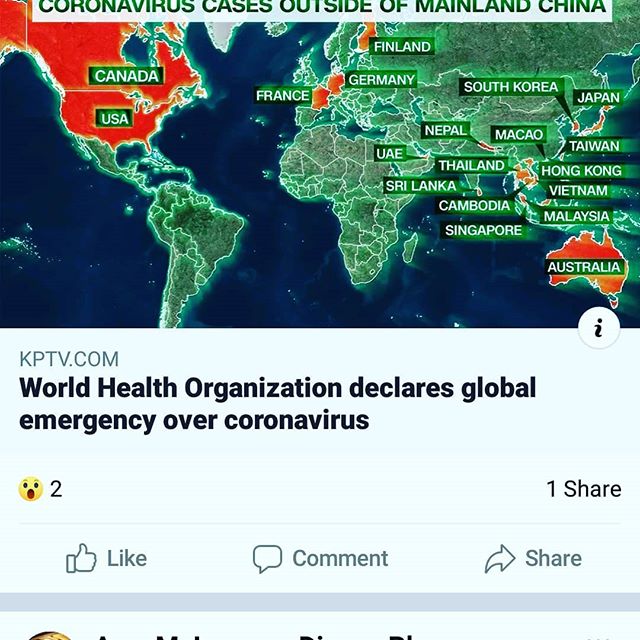 CORONAVIRUS CASES OUTSIDE OF MAINLAND CHINA
FINLAND
CANADA
GERMANY
FRANCE
SOUTH KOREA
JAPAN
USA
NEPAL
MACAO
TAIWAN
UAE
THAILAND
HONG KONG
SRI LANKA
VIETNAM
CAMBODIA
MALAYSIA
SINGAPORE
AUSTRALIA
i
KPTV.COM
World Health Organization declares global
emergency over coronavirus
2
1 Share
Like
Comment
Share